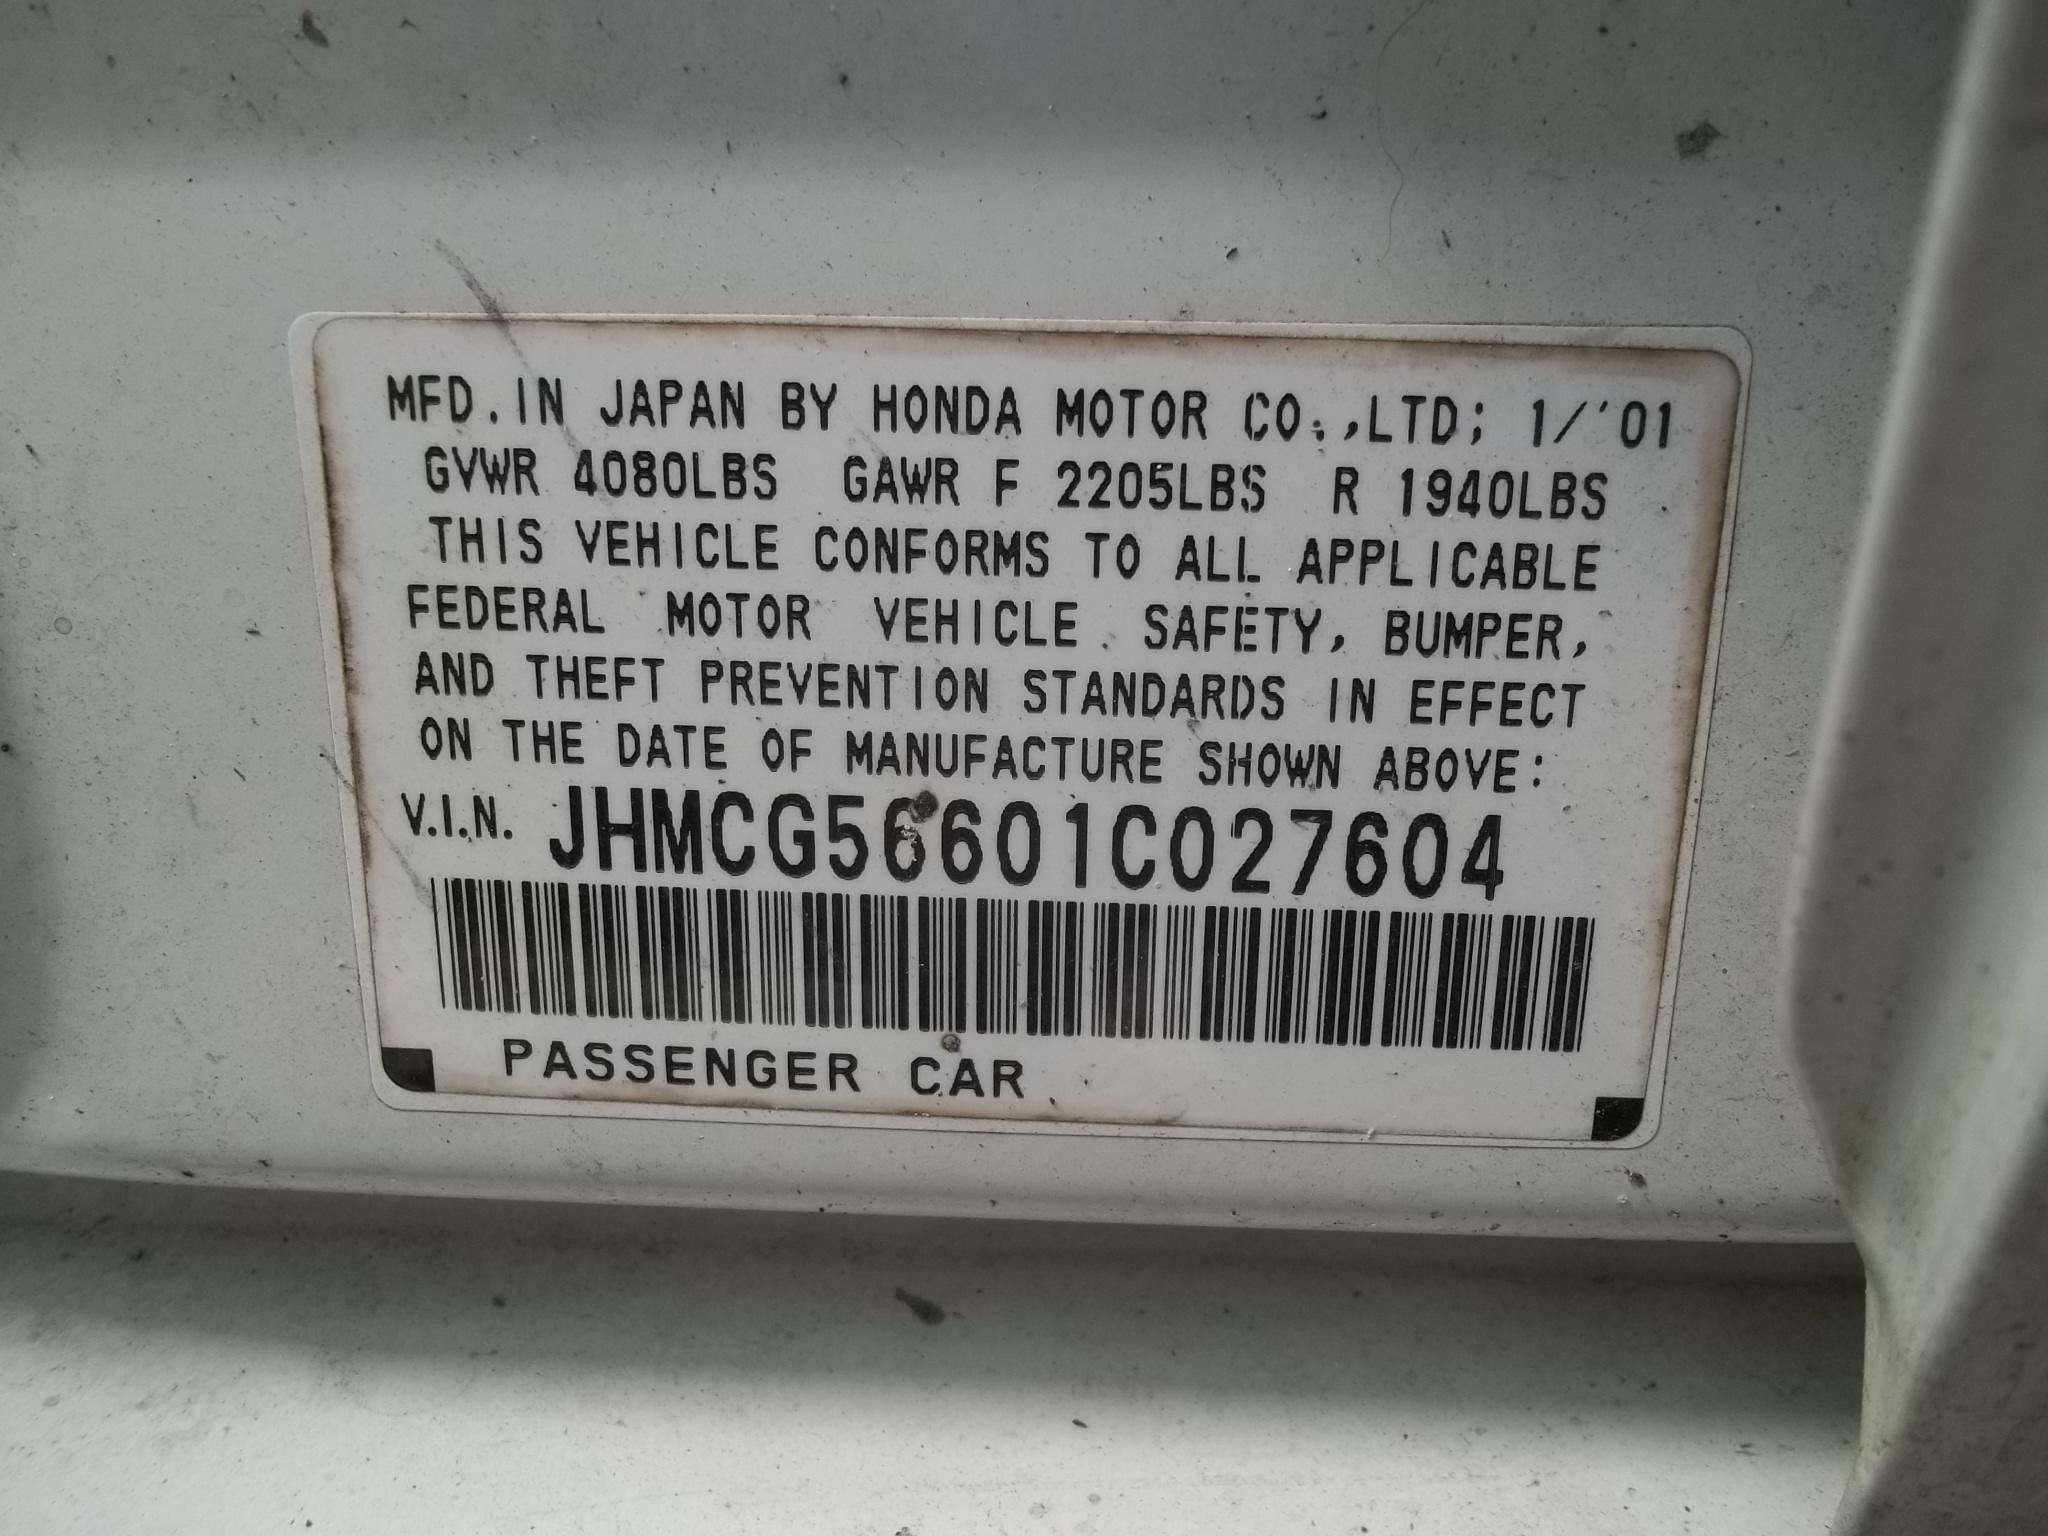 MFD. IN JAPAN BY HONDA MOTOR CO.,LTD; 1/'01
GVWR 4080LBS GAWR F 2205LBS R 1940LBS
THIS VEHICLE CONFORMS TO ALL APPLICABLE
FEDERAL MOTOR VEHICLE SAFETY, BUMPER,
AND THEFT PREVENTION STANDARDS IN EFFECT
ON THE DATE OF MANUFACTURE SHOWN ABOVE:
V.I.N. JHMCG56601C027604
PASSENGER CAR